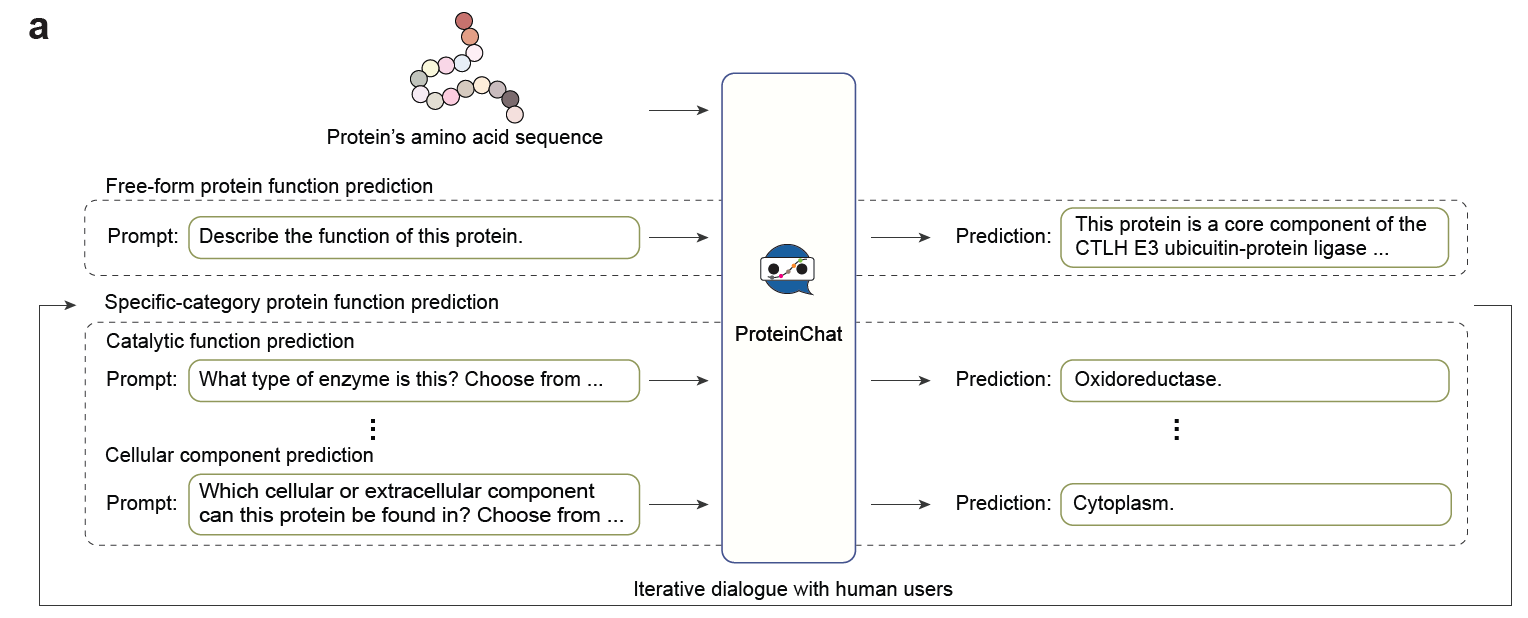 a
Protein’s amino acid sequence
Free-form protein function prediction
Prompt: Describe the function of this protein.
Prediction: This protein is a core component of the
CTLH E3 ubicuitin-protein ligase ...
Specific-category protein function prediction
ProteinChat
Catalytic function prediction
Prompt: What type of enzyme is this? Choose from ...
Prediction: Oxidoreductase.
Cellular component prediction
Prompt: Which cellular or extracellular component
can this protein be found in? Choose from ...
Prediction: Cytoplasm.
Iterative dialogue with human users